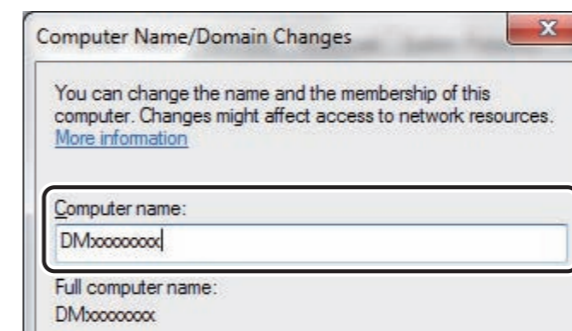 Computer Name/Domain Changes
You can change the name and the membership of this
computer. Changes might affect access to network resources.
More information
Computer name:
DMxxxxxxxx
Full computer name:
DMxxxxxxxx